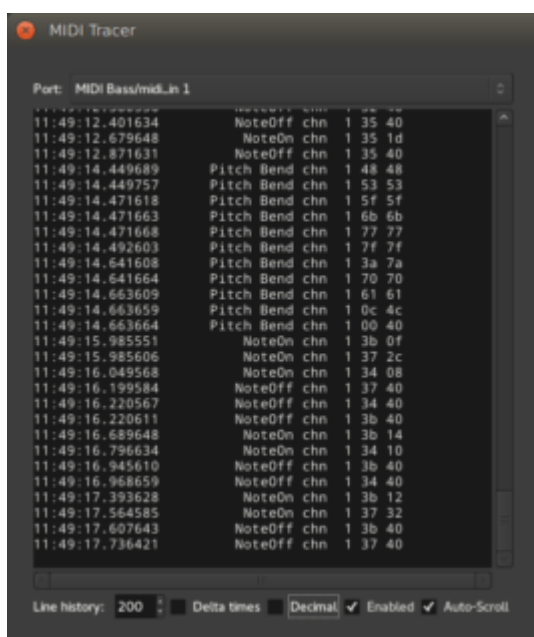 MIDI Tracer
Port: MIDI Bass/midi_in 1
11:49:12.401634 NoteOff chn 1 35 40
11:49:12.679648 NoteOn chn 1 35 1d
11:49:12.871631 NoteOff chn 1 35 40
11:49:14.449689 Pitch Bend chn 1 48 48
11:49:14.449757 Pitch Bend chn 1 53 53
11:49:14.471618 Pitch Bend chn 1 5f 5f
11:49:14.471663 Pitch Bend chn 1 6b 6b
11:49:14.471668 Pitch Bend chn 1 77 77
11:49:14.492603 Pitch Bend chn 1 7f 7f
11:49:14.641608 Pitch Bend chn 1 3a 7a
11:49:14.641664 Pitch Bend chn 1 70 70
11:49:14.663609 Pitch Bend chn 1 61 61
11:49:14.663659 Pitch Bend chn 1 0c 4c
11:49:14.663664 Pitch Bend chn 1 00 40
11:49:15.985551 NoteOn chn 1 3b 0f
11:49:15.985606 NoteOn chn 1 37 2c
11:49:16.049568 NoteOn chn 1 34 08
11:49:16.199584 NoteOff chn 1 37 40
11:49:16.220567 NoteOff chn 1 34 40
11:49:16.220611 NoteOff chn 1 3b 40
11:49:16.689648 NoteOn chn 1 3b 14
11:49:16.796634 NoteOn chn 1 34 10
11:49:16.945610 NoteOff chn 1 3b 40
11:49:16.968659 NoteOff chn 1 34 40
11:49:17.393628 NoteOn chn 1 3b 12
11:49:17.564585 NoteOn chn 1 37 32
11:49:17.607643 NoteOff chn 1 3b 40
11:49:17.736421 NoteOff chn 1 37 40
Line history: 200 Delta times Decimal Enabled Auto-Scroll